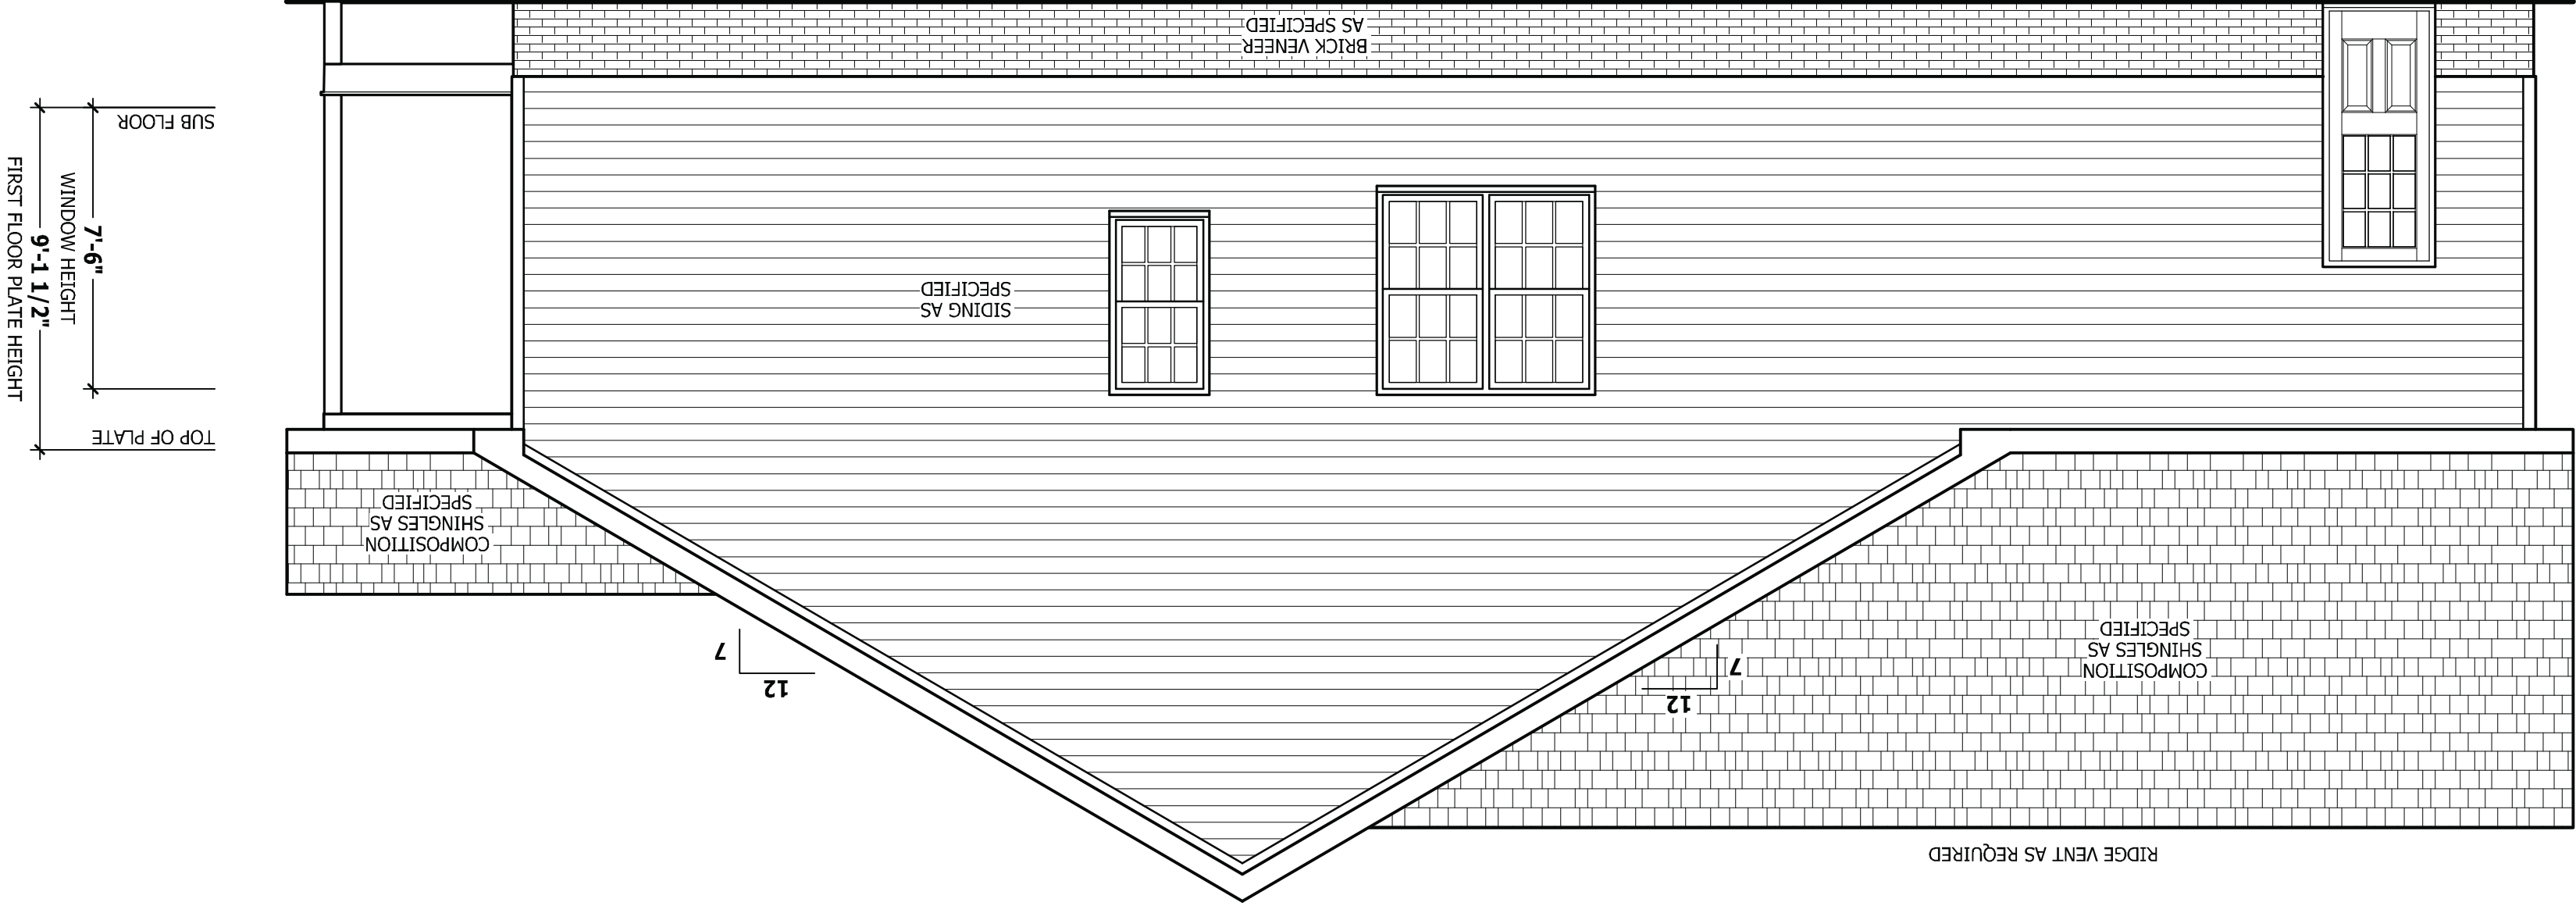 RIDGE VENT AS REQUIRED
COMPOSITION
SHINGLES AS
SPECIFIED
12
7
12
7
COMPOSITION
SHINGLES AS
SPECIFIED
TOP OF PLATE
SIDING AS
SPECIFIED
7'-6"
WINDOW HEIGHT
9'-1 1/2"
FIRST FLOOR PLATE HEIGHT
SUB FLOOR
BRICK VENEER
AS SPECIFIED